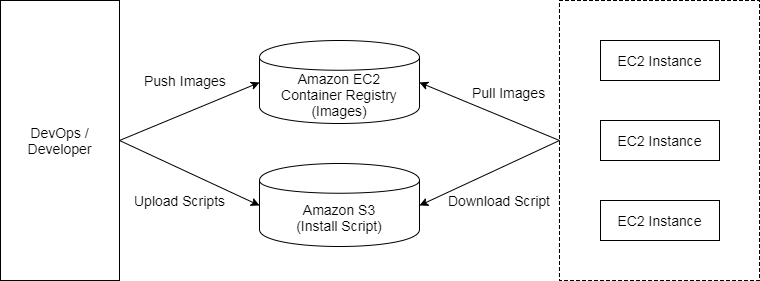 DevOps /
Developer
Push Images
Upload Scripts
Amazon EC2
Container Registry
(Images)
Amazon S3
(Install Script)
Pull Images
Download Script
EC2 Instance
EC2 Instance
EC2 Instance